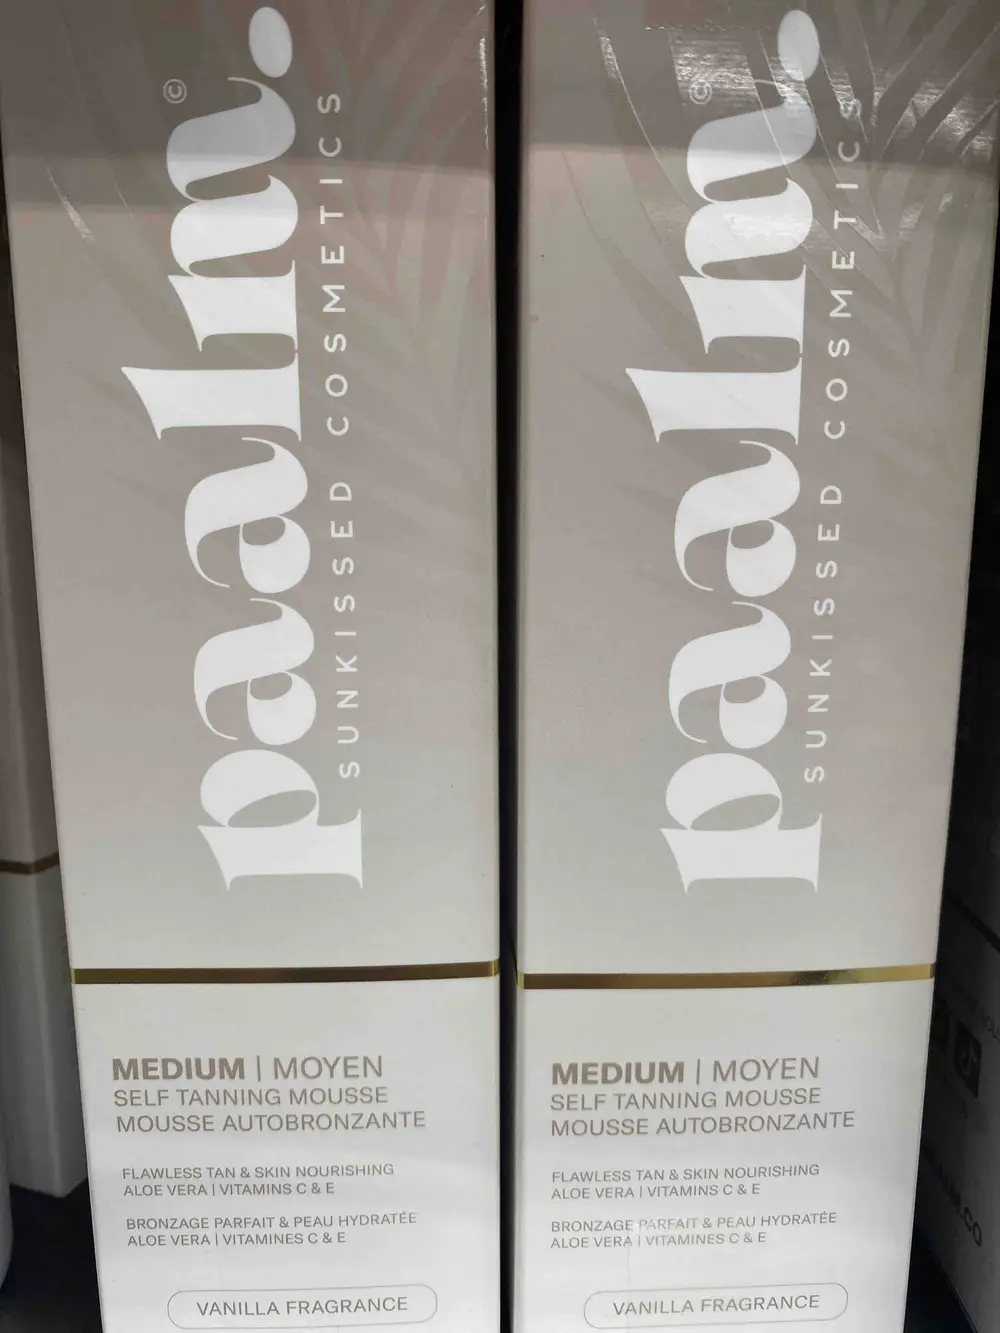 paalm.
©
SUNKISSED COSMETICS
MEDIUM | MOYEN
SELF TANNING MOUSSE
MOUSSE AUTOBRONZANTE
FLAWLESS TAN & SKIN NOURISHING
ALOE VERA | VITAMINS C & E
BRONZAGE PARFAIT & PEAU HYDRATÉE
ALOE VERA | VITAMINES C & E
VANILLA FRAGRANCE
paalm.
©
SUNKISSED COSMETICS
MEDIUM | MOYEN
SELF TANNING MOUSSE
MOUSSE AUTOBRONZANTE
FLAWLESS TAN & SKIN NOURISHING
ALOE VERA | VITAMINS C & E
BRONZAGE PARFAIT & PEAU HYDRATÉE
ALOE VERA | VITAMINES C & E
VANILLA FRAGRANCE